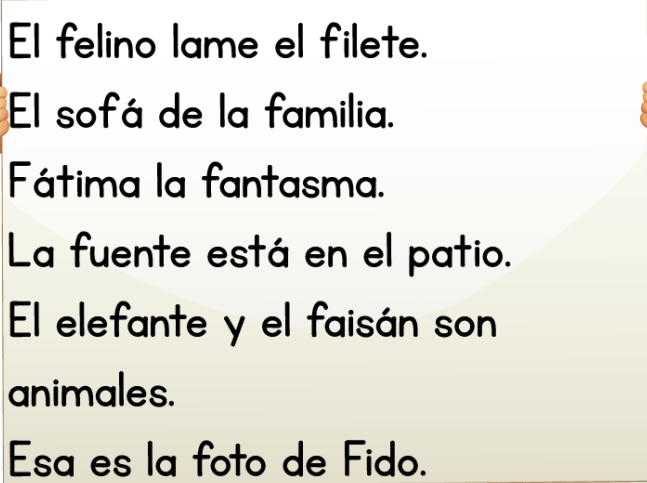 El felino lame el filete.
El sofá de la familia.
Fátima la fantasma.
La fuente está en el patio.
El elefante y el faisán son
animales.
Esa es la foto de Fido.